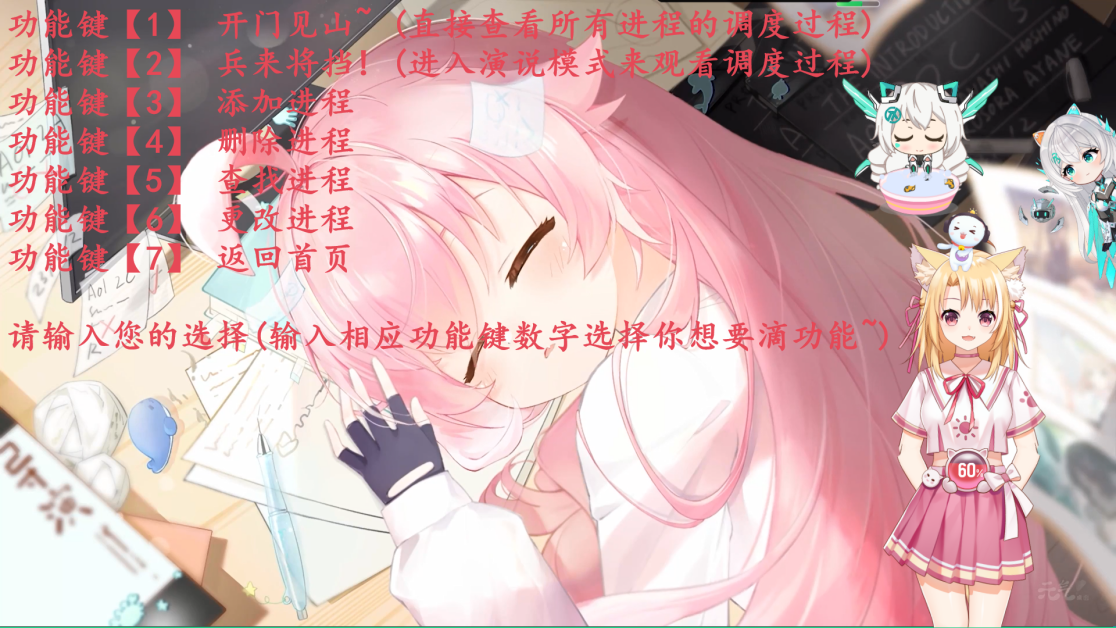 功能键【1】 开门见山~ (直接查看所有进程的调度过程)
功能键【2】 兵来将挡! (进入演说模式来观看调度过程)
功能键【3】 添加进程
功能键【4】 删除进程
功能键【5】 查找进程
功能键【6】 更改进程
功能键【7】 返回首页
请输入您的选择(输入相应功能键数字选择你想要滴功能~)
60